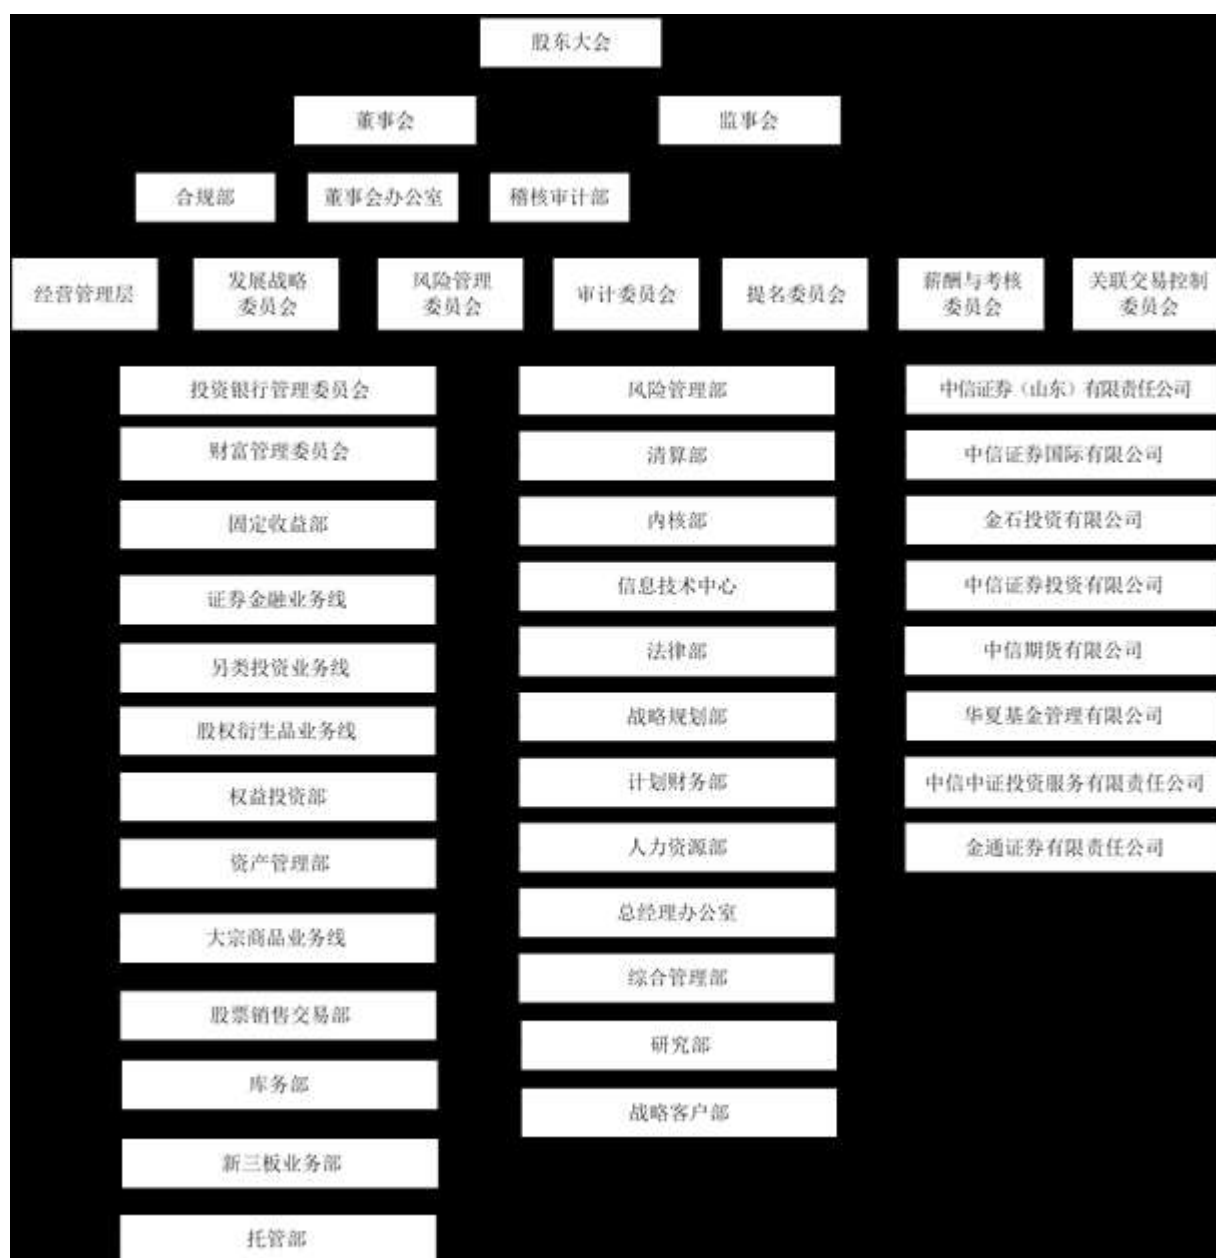 股东大会
董事会
监事会
合规部
董事会办公室
稽核审计部
经营管理层
发展战略
委员会
风险管理
委员会
审计委员会
提名委员会
薪酬与考核
委员会
关联交易控制
委员会
投资银行管理委员会
财富管理委员会
固定收益部
证券金融业务线
另类投资业务线
股权衍生品业务线
权益投资部
资产管理部
大宗商品业务线
股票销售交易部
库务部
新三板业务部
托管部
风险管理部
清算部
内核部
信息技术中心
法律部
战略规划部
计划财务部
人力资源部
总经理办公室
综合管理部
研究部
战略客户部
中信证券（山东）有限责任公司
中信证券国际有限公司
金石投资有限公司
中信证券投资有限公司
中信期货有限公司
华夏基金管理有限公司
中信中证投资服务有限责任公司
金通证券有限责任公司